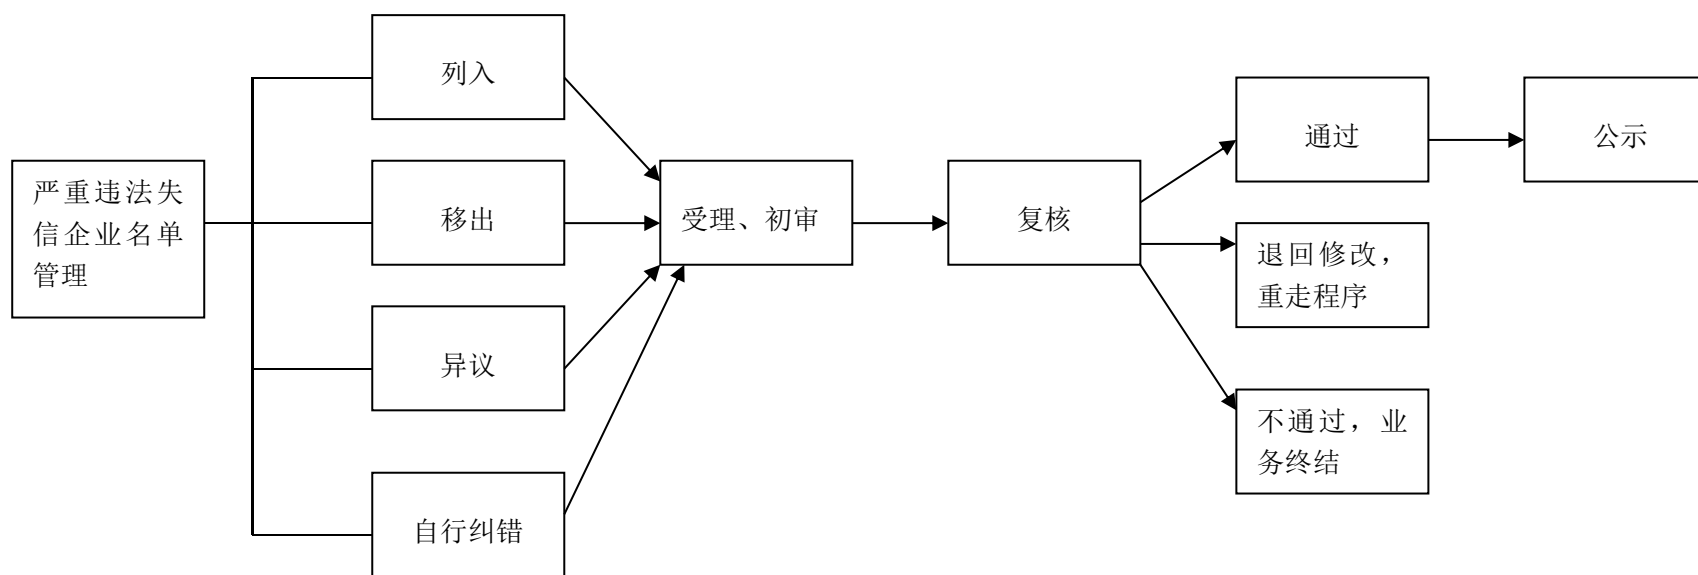 严重违法失
信企业名单
管理
列入
移出
异议
自行纠错
受理、初审
复核
通过
退回修改，
重走程序
不通过，业
务终结
公示